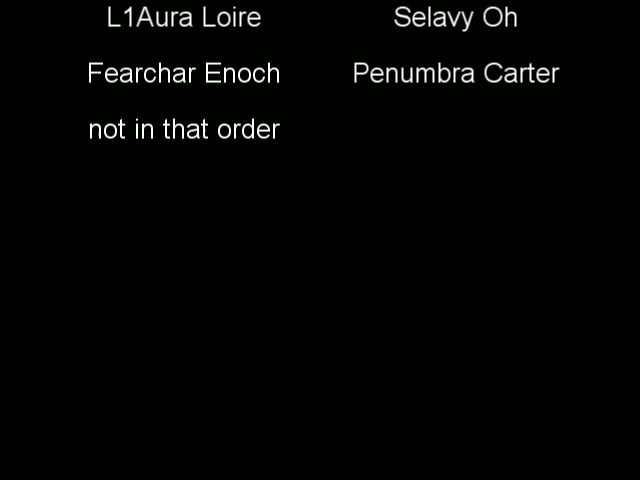 L1Aura Loire
Selavy Oh
Fearchar Enoch
Penumbra Carter
not in that order